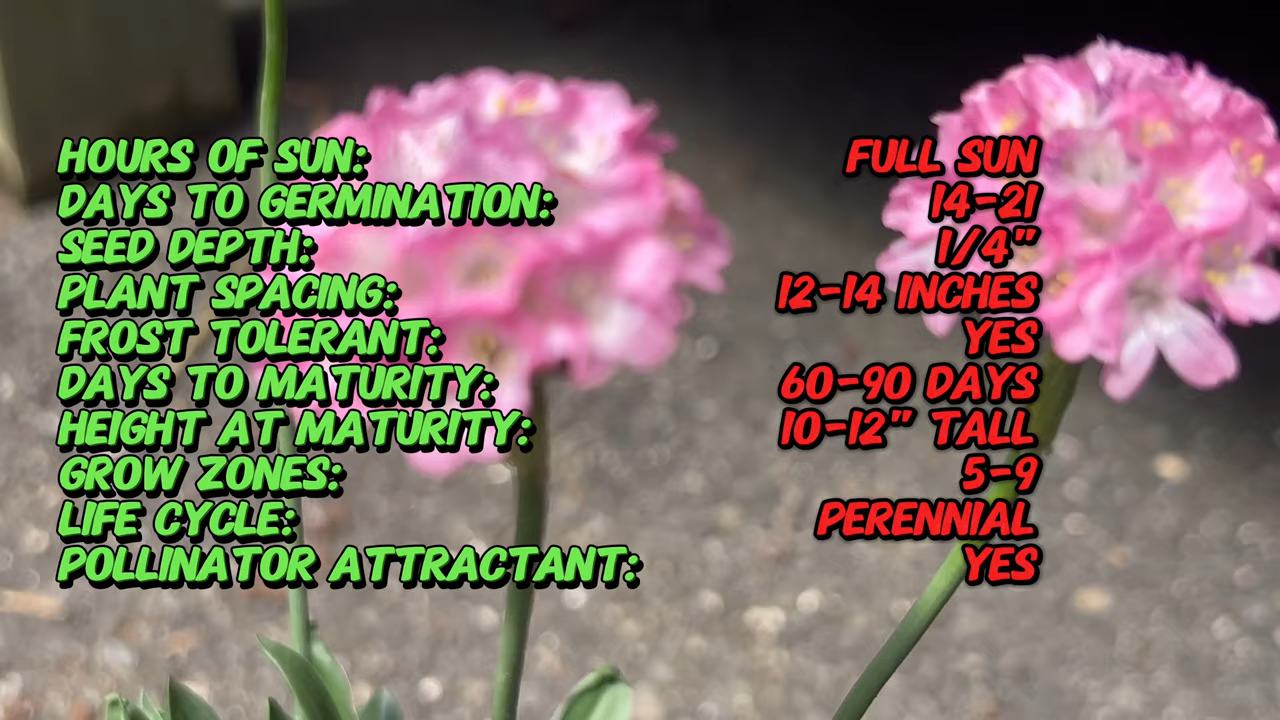 HOURS OF SUN: FULL SUN
DAYS TO GERMINATION: 14-21
SEED DEPTH: 1/4"
PLANT SPACING: 12-14 INCHES
FROST TOLERANT: YES
DAYS TO MATURITY: 60-90 DAYS
HEIGHT AT MATURITY: 10-12" TALL
GROW ZONES: 5-9
LIFE CYCLE: PERENNIAL
POLLINATOR ATTRACTANT: YES